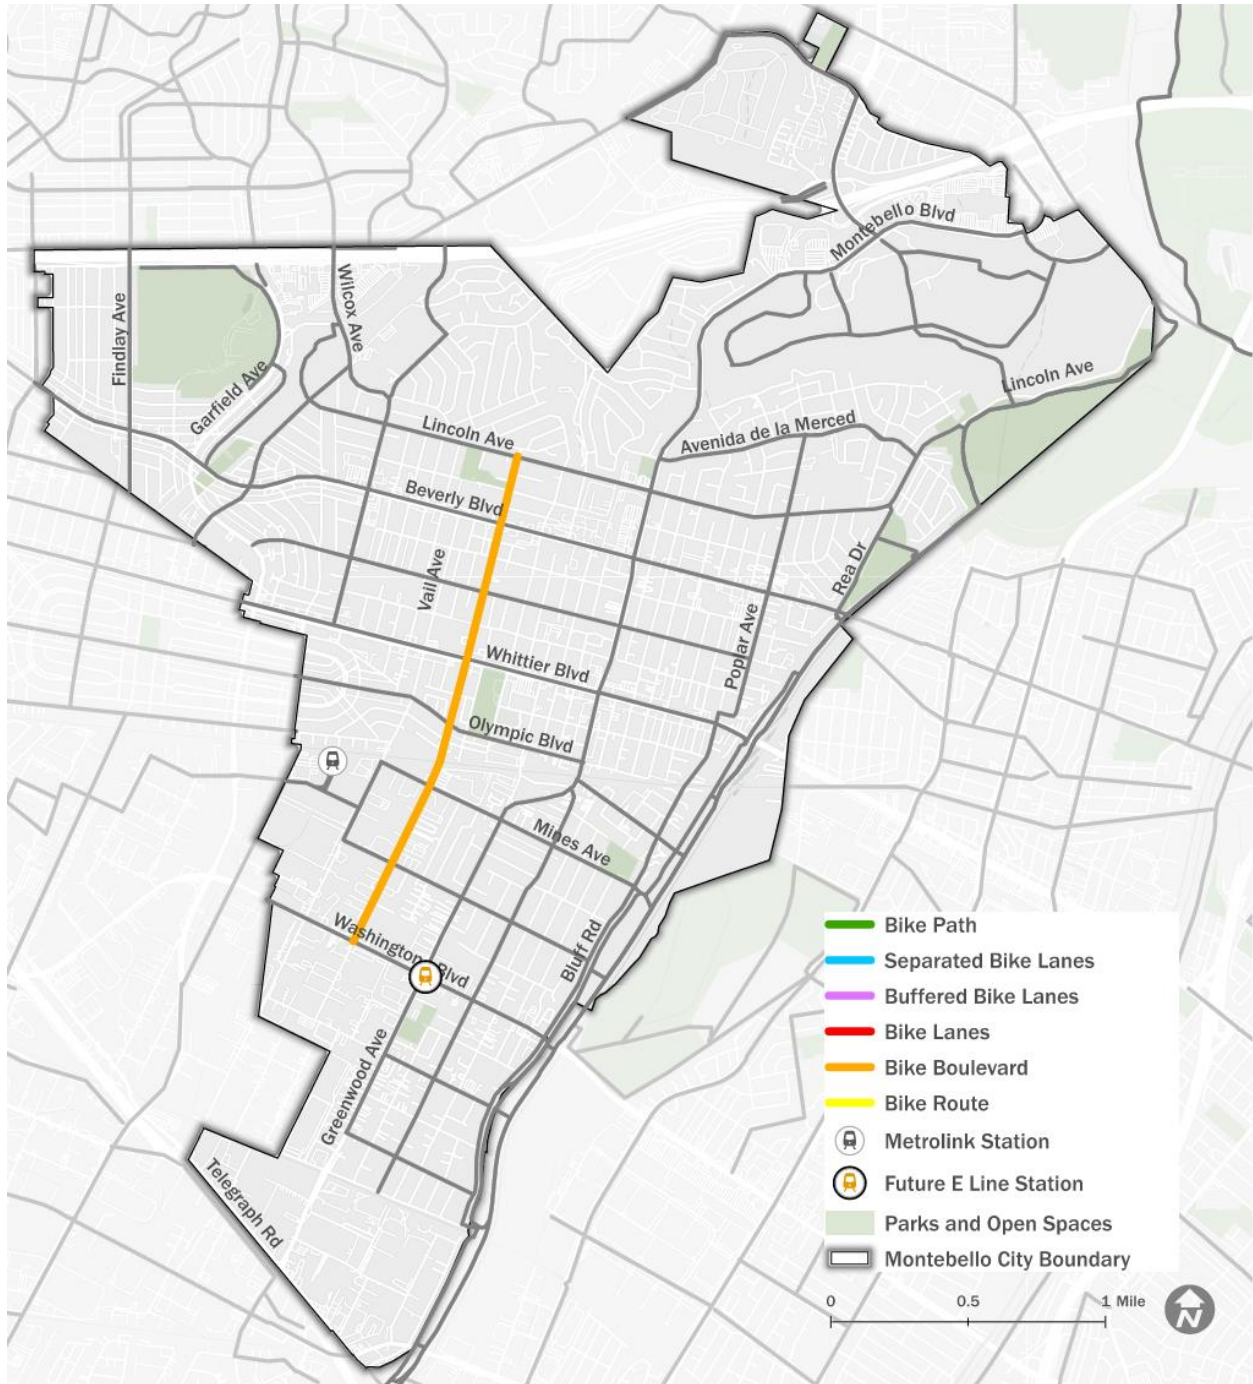 Montebello Blvd
Findlay Ave
Wilcox Ave
Garfield Ave
Lincoln Ave
Lincoln Ave
Avenida de la Merced
Beverly Blvd
Vail Ave
Rea Dr
Poplar Ave
Whittier Blvd
Olympic Blvd
Mines Ave
Washington Blvd
Bluff Rd
Greenwood Ave
Telegraph Rd
Bike Path
Separated Bike Lanes
Buffered Bike Lanes
Bike Lanes
Bike Boulevard
Bike Route
Metrolink Station
Future E Line Station
Parks and Open Spaces
Montebello City Boundary
0 0.5 1 Mile
N